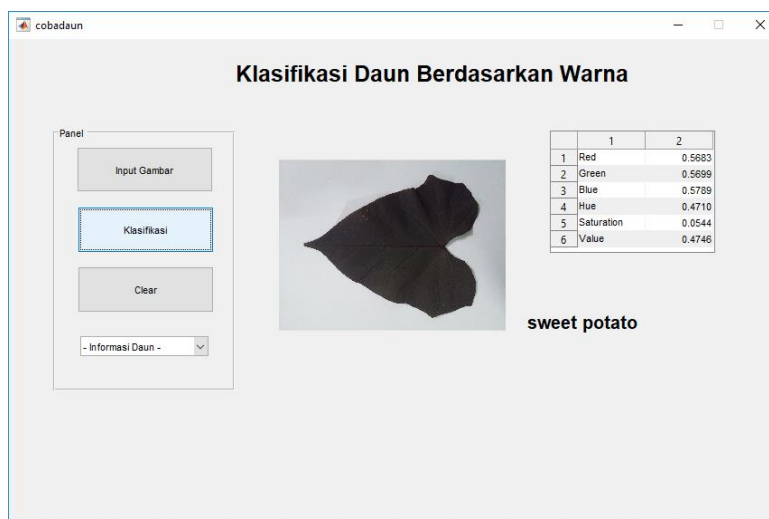 cobadaun
Klasifikasi Daun Berdasarkan Warna
Panel
Input Gambar
Klasifikasi
Clear
- Informasi Daun -
1 2
1 Red 0.5683
2 Green 0.5699
3 Blue 0.5789
4 Hue 0.4710
5 Saturation 0.0544
6 Value 0.4746
sweet potato